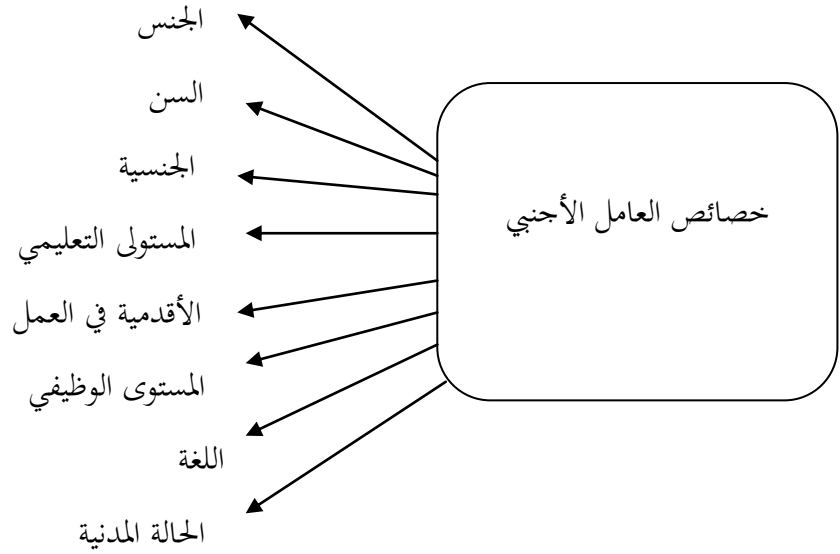 خصائص العامل الأجنبي
الجنس
السن
الجنسية
المستولى التعليمي
الأقدمية في العمل
المستوى الوظيفي
اللغة
الحالة المدنية